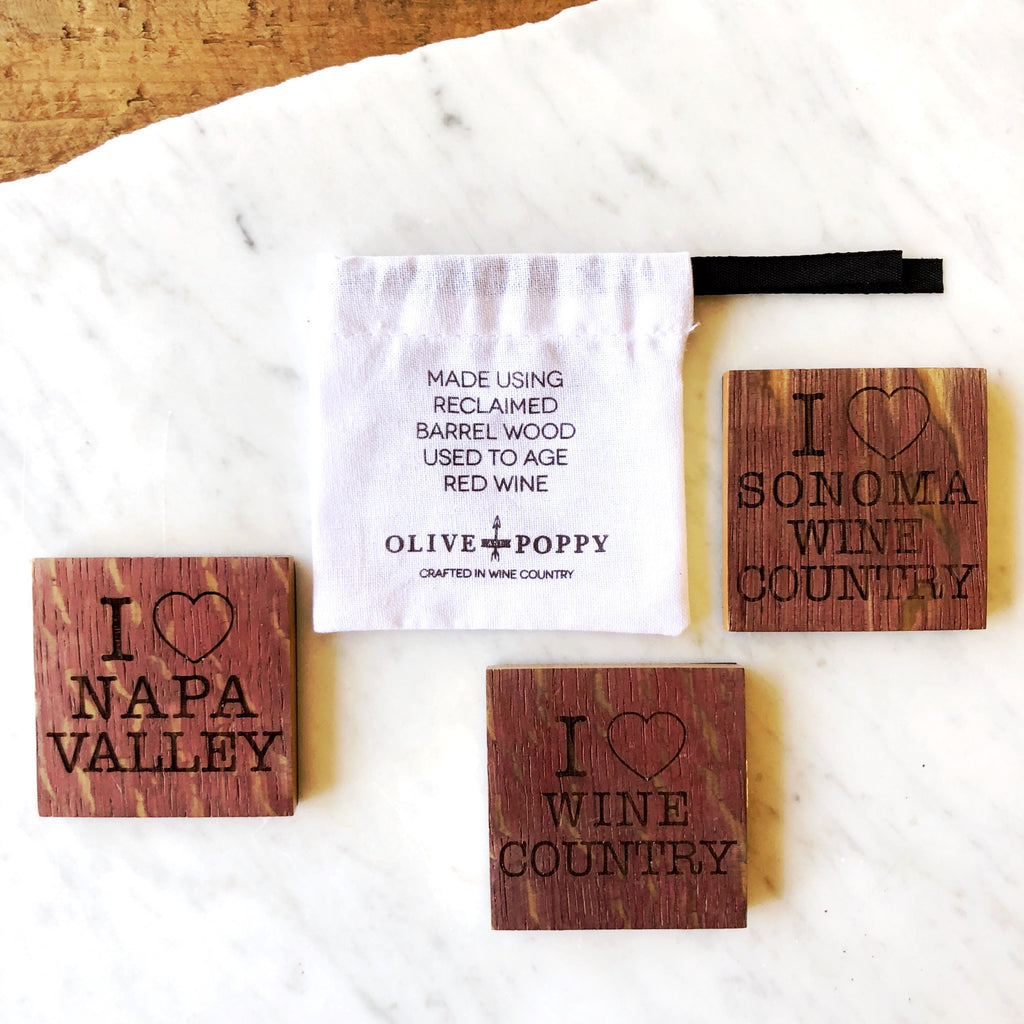 MADE USING
RECLAIMED
BARREL WOOD
USED TO AGE
RED WINE
OLIVE AND POPPY
CRAFTED IN WINE COUNTRY
I ♡
SONOMA
WINE
COUNTRY
I ♡
NAPA
VALLEY
I ♡
WINE
COUNTRY